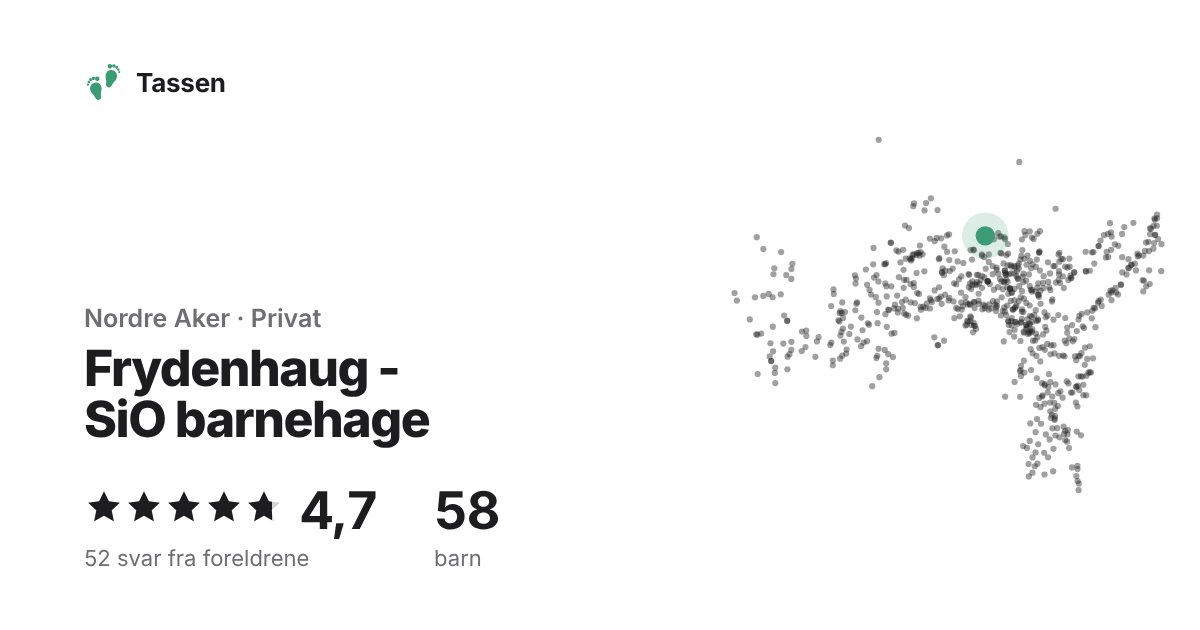 Tassen
Nordre Aker · Privat
Frydenhaug -
SiO barnehage
4,7
52 svar fra foreldrene
58
barn